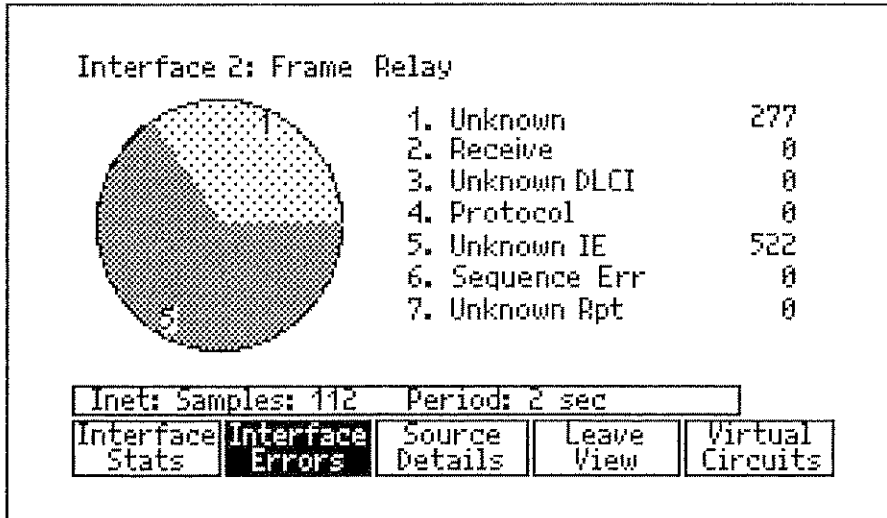 Interface 2: Frame Relay
1
5
1. Unknown 277
2. Receive 0
3. Unknown DLCI 0
4. Protocol 0
5. Unknown IE 522
6. Sequence Err 0
7. Unknown Rpt 0
Inet: Samples: 112 Period: 2 sec
Interface Stats
Interface Errors
Source Details
Leave View
Virtual Circuits